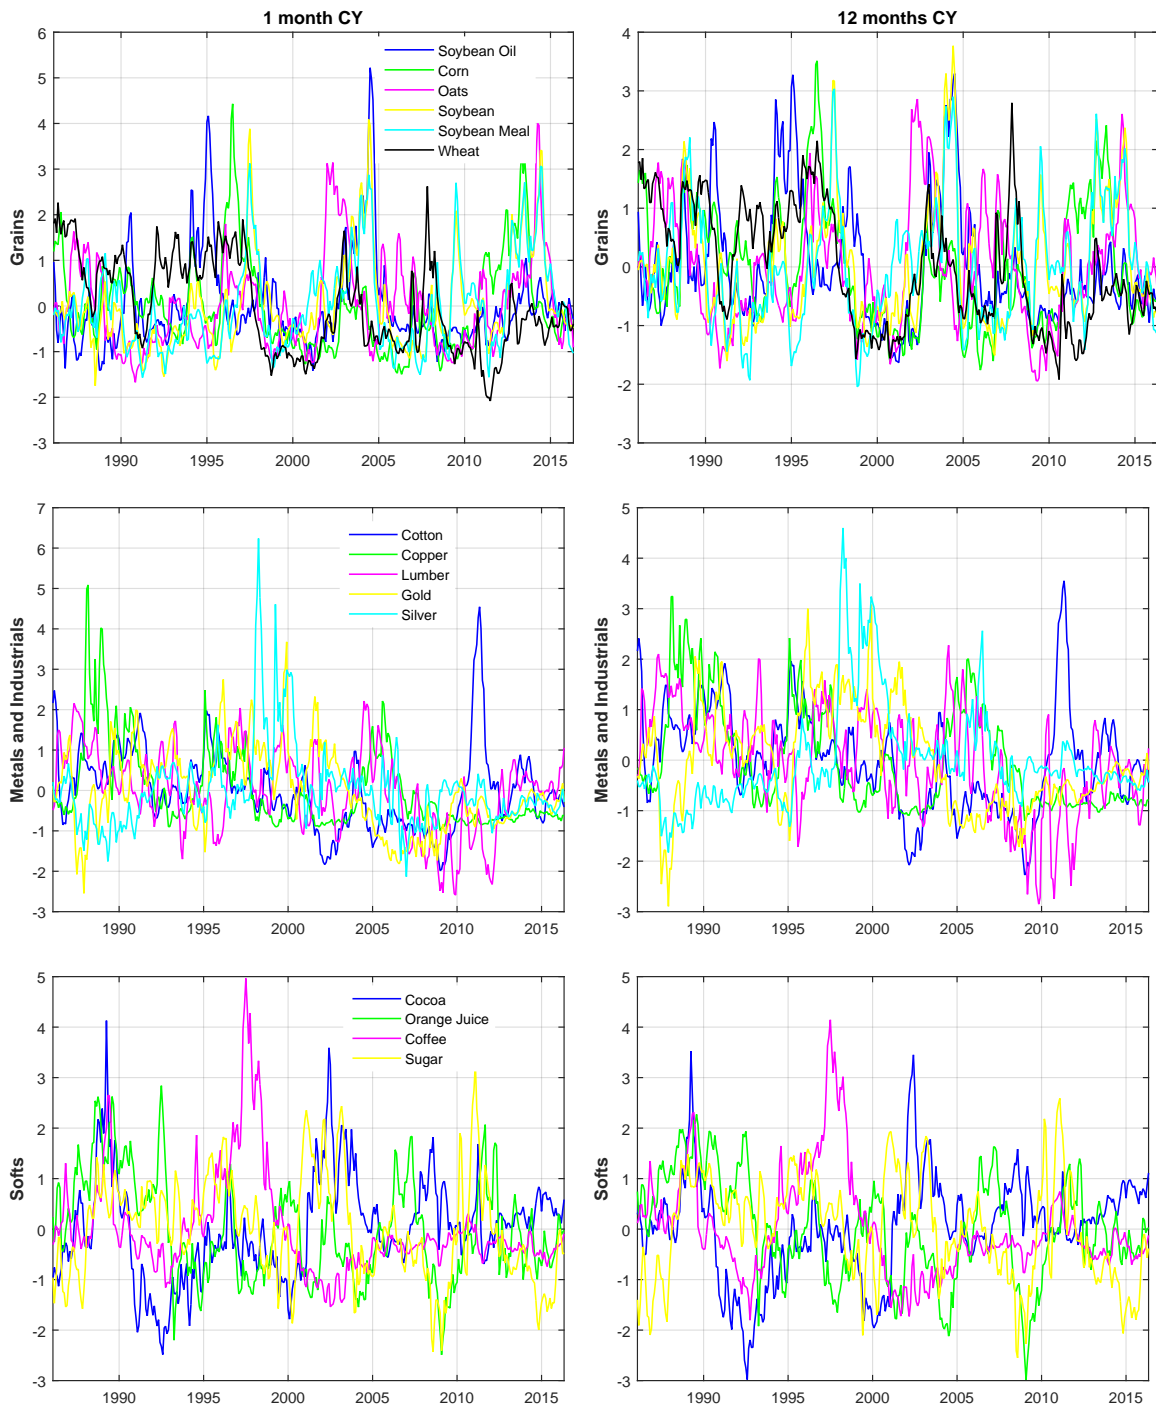 1 month CY
6
5
4
3
2
1
0
-1
-2
-3
Grains
Soybean Oil
Corn
Oats
Soybean
Soybean Meal
Wheat
1990 1995 2000 2005 2010 2015
12 months CY
4
3
2
1
0
-1
-2
-3
Grains
1990 1995 2000 2005 2010 2015
7
6
5
4
3
2
1
0
-1
-2
-3
Metals and Industrials
Cotton
Copper
Lumber
Gold
Silver
1990 1995 2000 2005 2010 2015
5
4
3
2
1
0
-1
-2
-3
Metals and Industrials
1990 1995 2000 2005 2010 2015
5
4
3
2
1
0
-1
-2
-3
Softs
Cocoa
Orange Juice
Coffee
Sugar
1990 1995 2000 2005 2010 2015
5
4
3
2
1
0
-1
-2
-3
Softs
1990 1995 2000 2005 2010 2015